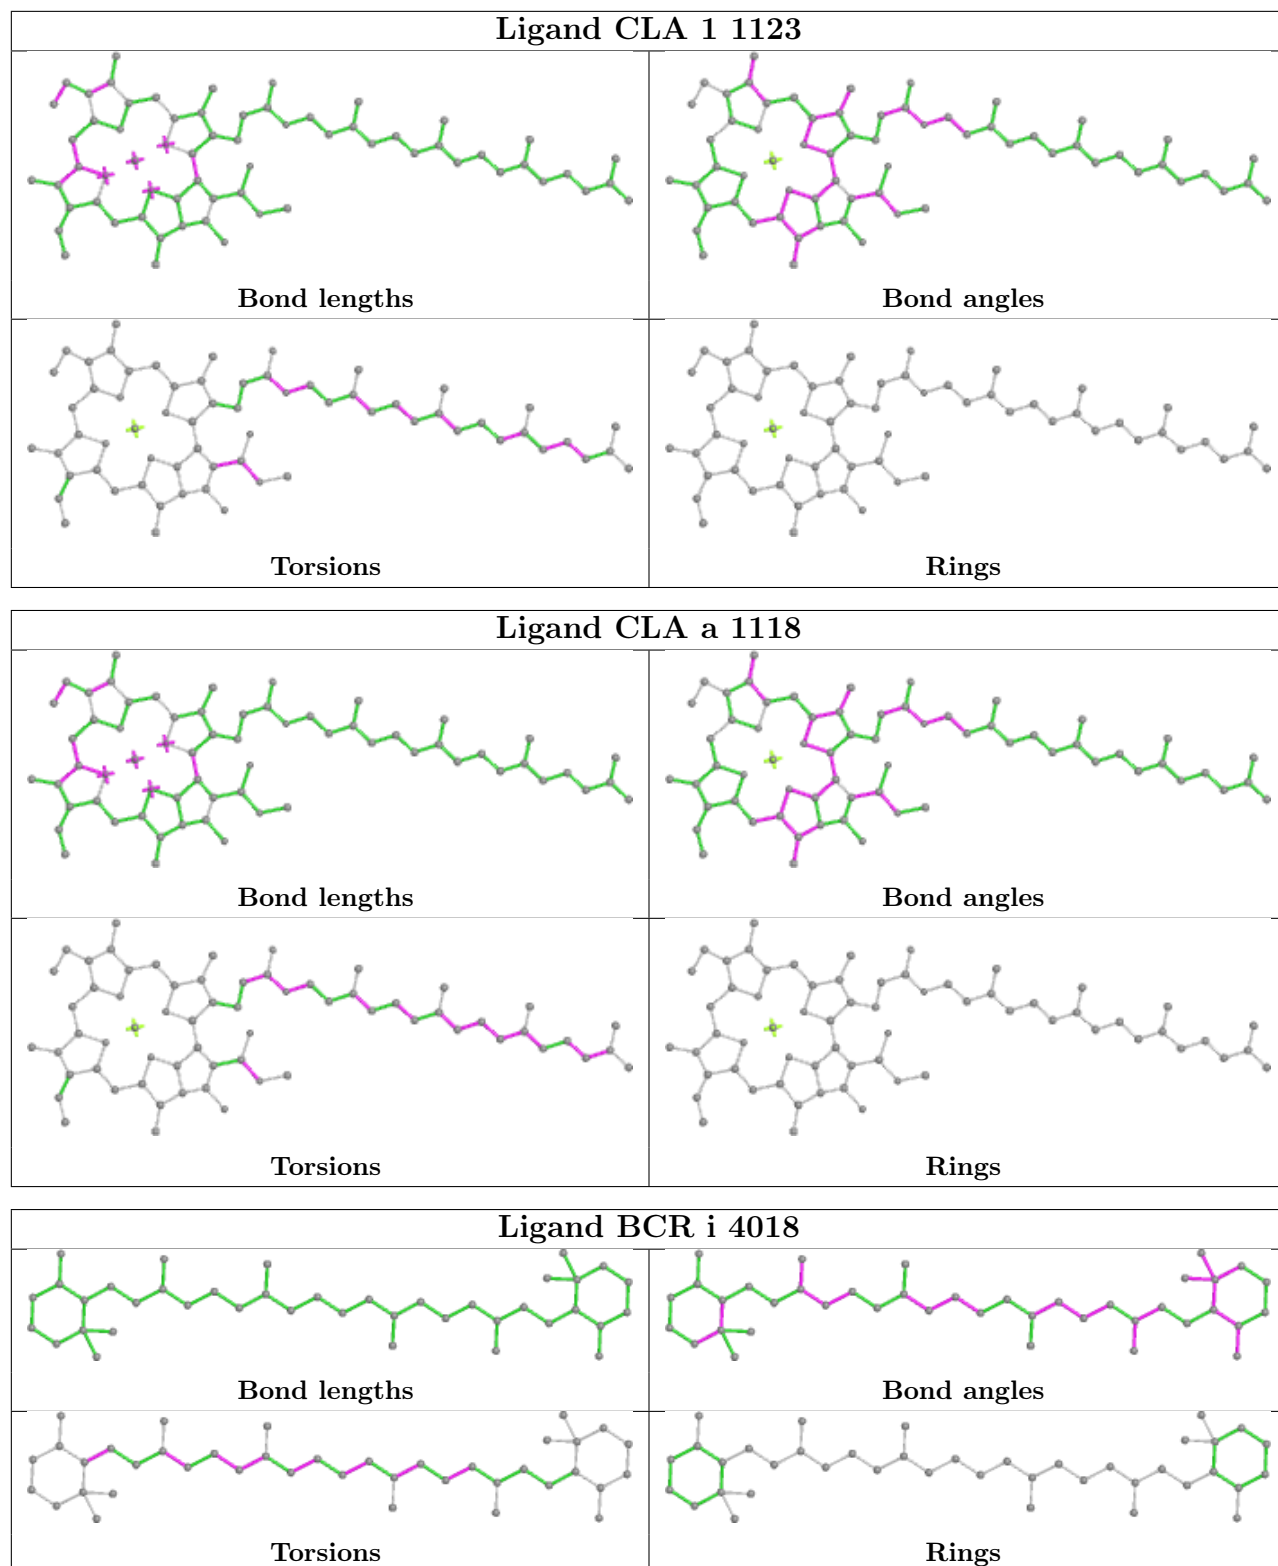 Ligand CLA 1 1123
Bond lengths
Bond angles
Torsions
Rings
Ligand CLA a 1118
Bond lengths
Bond angles
Torsions
Rings
Ligand BCR i 4018
Bond lengths
Bond angles
Torsions
Rings